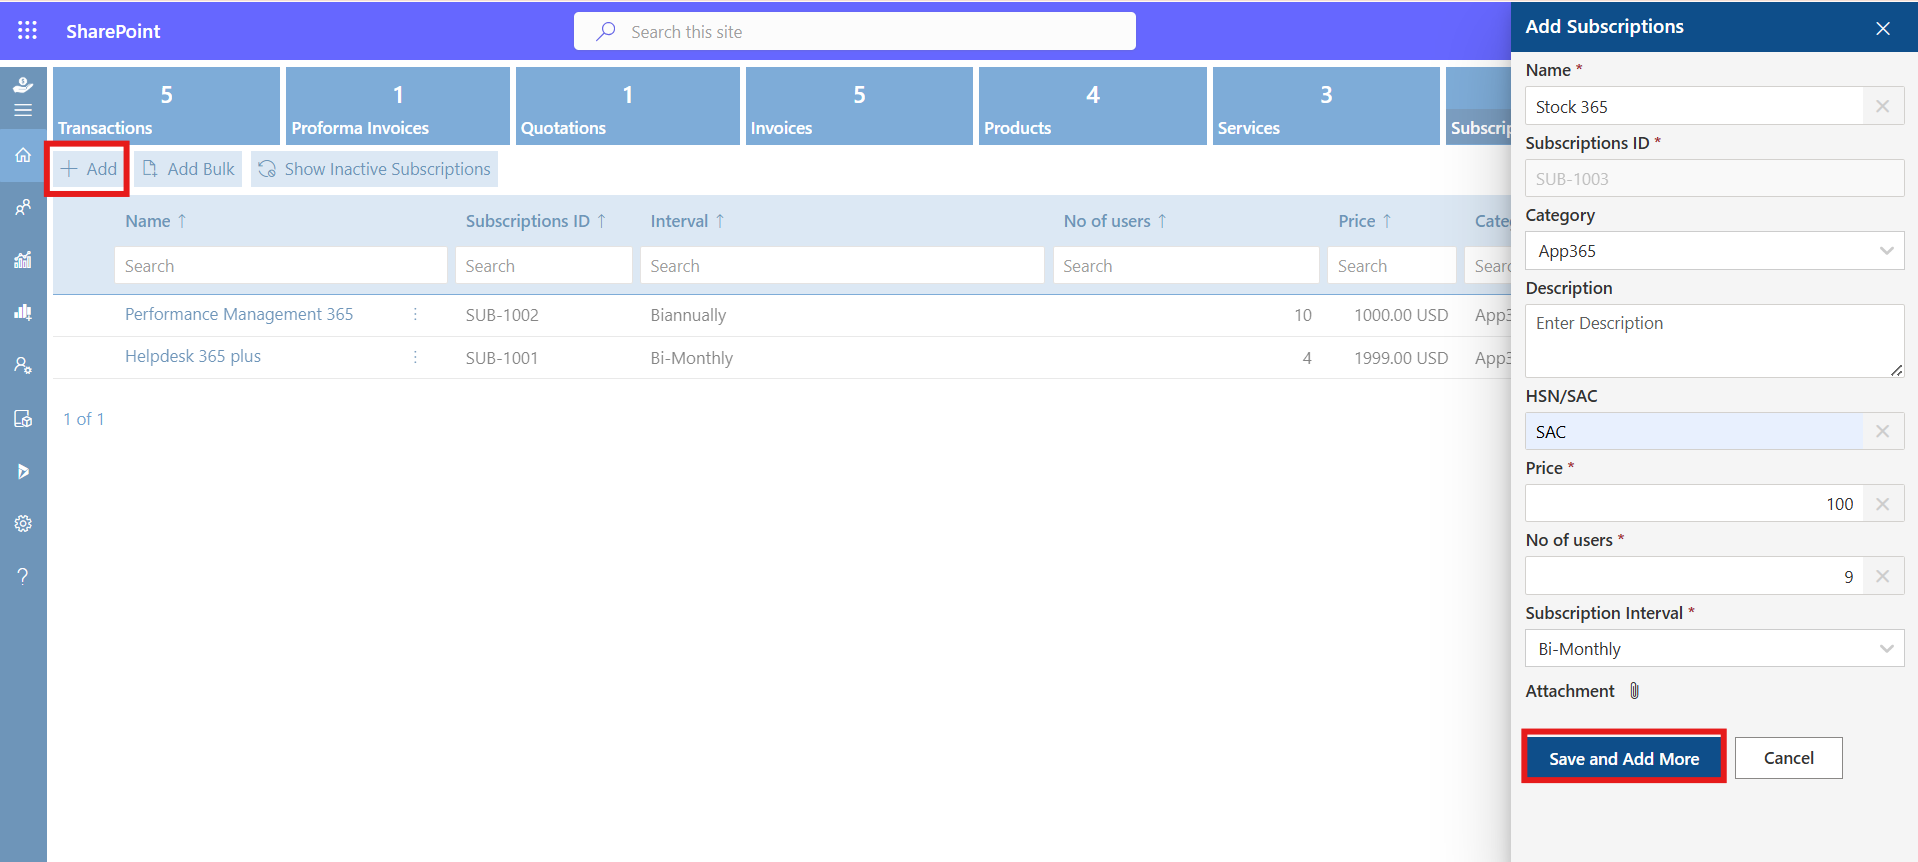 SharePoint
Search this site
5
Transactions
1
Proforma Invoices
1
Quotations
5
Invoices
4
Products
3
Services
Subscrip
Add
Add Bulk
Show Inactive Subscriptions
Name ↑ Subscriptions ID ↑ Interval ↑ No of users ↑ Price ↑ Cate
Search Search Search Search Search Searc
Performance Management 365 SUB-1002 Biannually 10 1000.00 USD App3
Helpdesk 365 plus SUB-1001 Bi-Monthly 4 1999.00 USD App3
1 of 1
Add Subscriptions
Name *
Stock 365
Subscriptions ID *
SUB-1003
Category
App365
Description
Enter Description
HSN/SAC
SAC
Price *
100
No of users *
9
Subscription Interval *
Bi-Monthly
Attachment
Save and Add More
Cancel